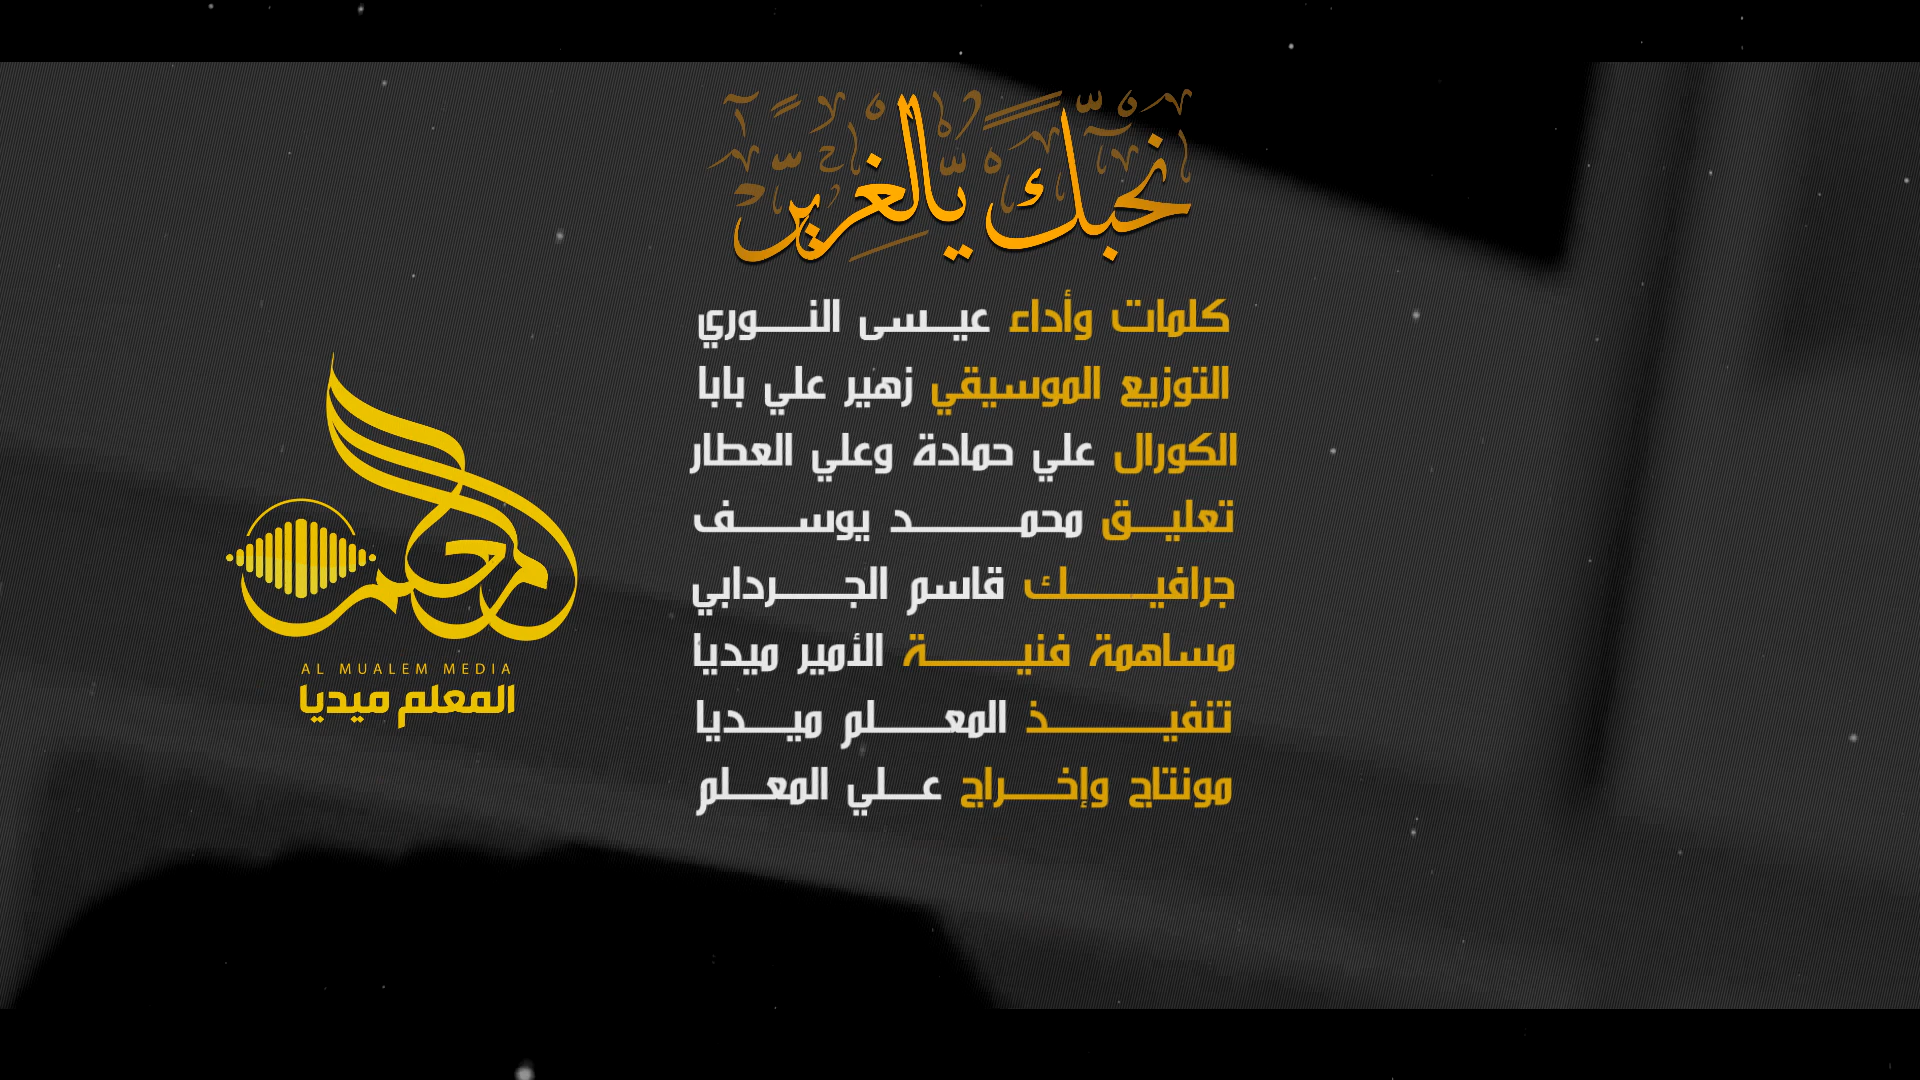 نحبك يالغريب
كلمات وأداء عيسى النوري
التوزيع الموسيقي زهير علي بابا
الكورال علي حمادة وعلي العطار
تعليق محمد يوسف
جرافيك قاسم الجردابي
مساهمة فنية الأمير ميديا
تنفيذ المعلم ميديا
مونتاج وإخراج علي المعلم
AL MUALEM MEDIA
المعلم ميديا